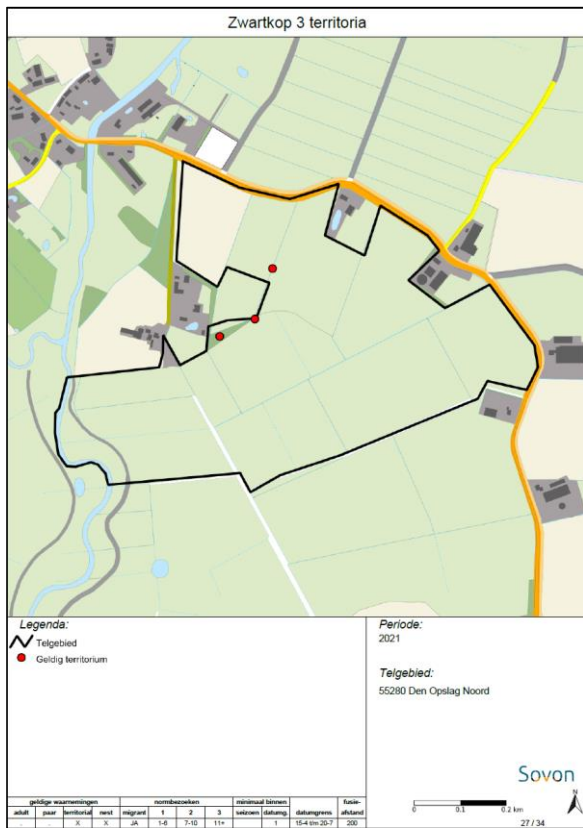 Zwartkop 3 territoria
Legenda:
Telgebied
Geldig territorium
Periode:
2021
Telgebied:
55280 Den Opslag Noord
Sovon
0 0.1 0.2 km
N
27 / 34
geldige waarnemingen normbezoeken minimaal binnen fusie-
adult paar territoriaal nest migrant 1 2 3 seizoen datumg. datumgrens afstand
. . X X JA 1-6 7-10 11+ . 1 15-4 t/m 20-7 200